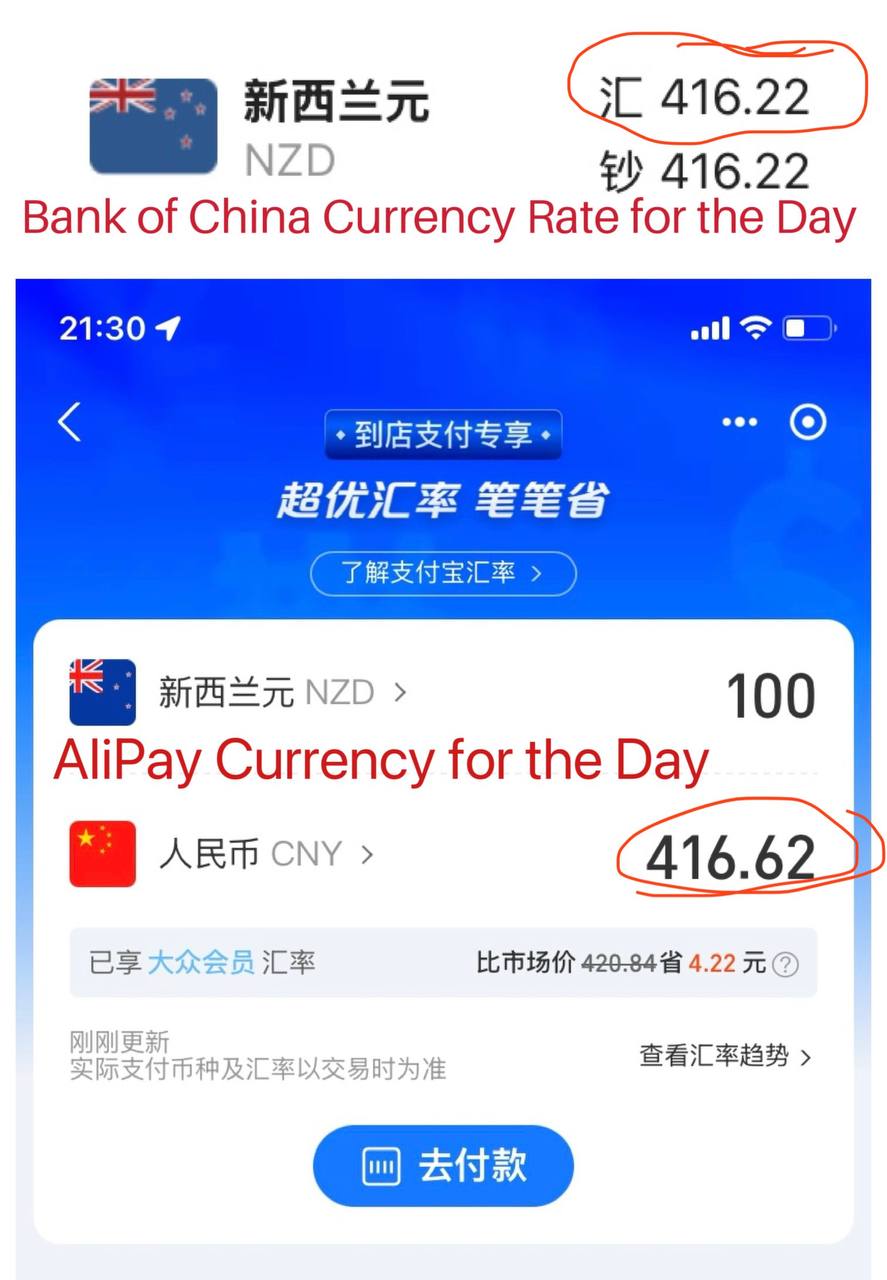 新西兰元
汇 416.22
NZD
钞 416.22
Bank of China Currency Rate for the Day
21:30
到店支付专享
超优汇率 笔笔省
了解支付宝汇率 >
新西兰元 NZD > 100
AliPay Currency for the Day
人民币 CNY > 416.62
已享 大众会员 汇率 比市场价 420.84 省 4.22 元 ?
刚刚更新
实际支付币种及汇率以交易时为准
查看汇率趋势 >
去付款